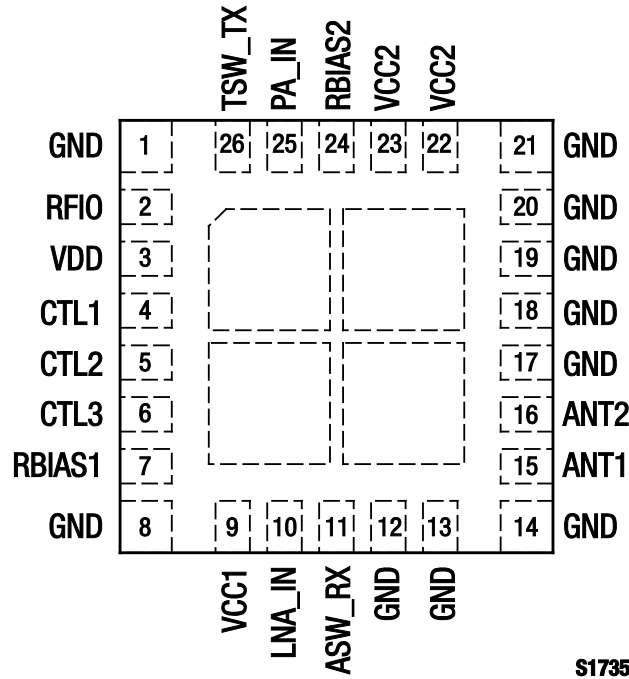 TSW_TX
PA_IN
RBIAS2
VCC2
VCC2
26
25
24
23
22
GND 1
21 GND
RFIO 2
20 GND
VDD 3
19 GND
CTL1 4
18 GND
CTL2 5
17 GND
CTL3 6
16 ANT2
RBIAS1 7
15 ANT1
GND 8
14 GND
9
10
11
12
13
VCC1
LNA_IN
ASW_RX
GND
GND
S1735